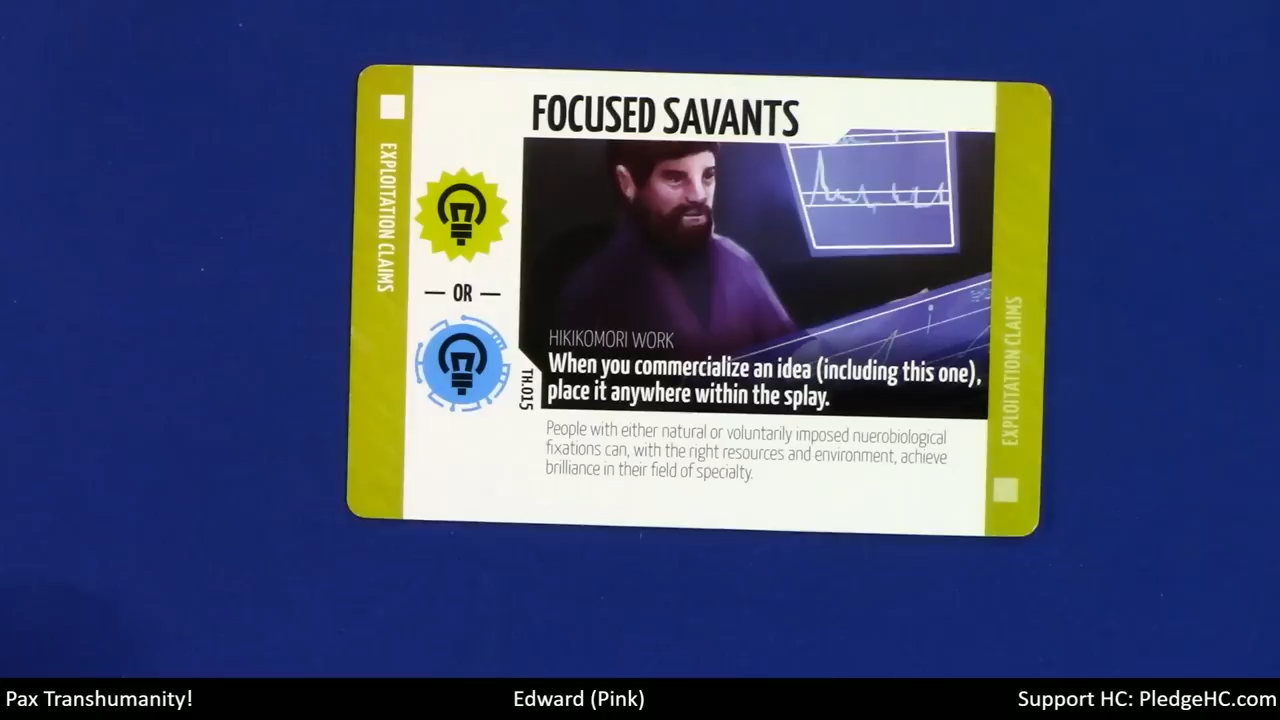 FOCUSED SAVANTS
EXPLOITATION CLAIMS
— OR —
TH.015
HIKIKOMORI WORK
When you commercialize an idea (including this one),
place it anywhere within the splay.
People with either natural or voluntarily imposed nuerobiological
fixations can, with the right resources and environment, achieve
brilliance in their field of specialty.
EXPLOITATION CLAIMS
Pax Transhumanity!
Edward (Pink)
Support HC: PledgeHC.com